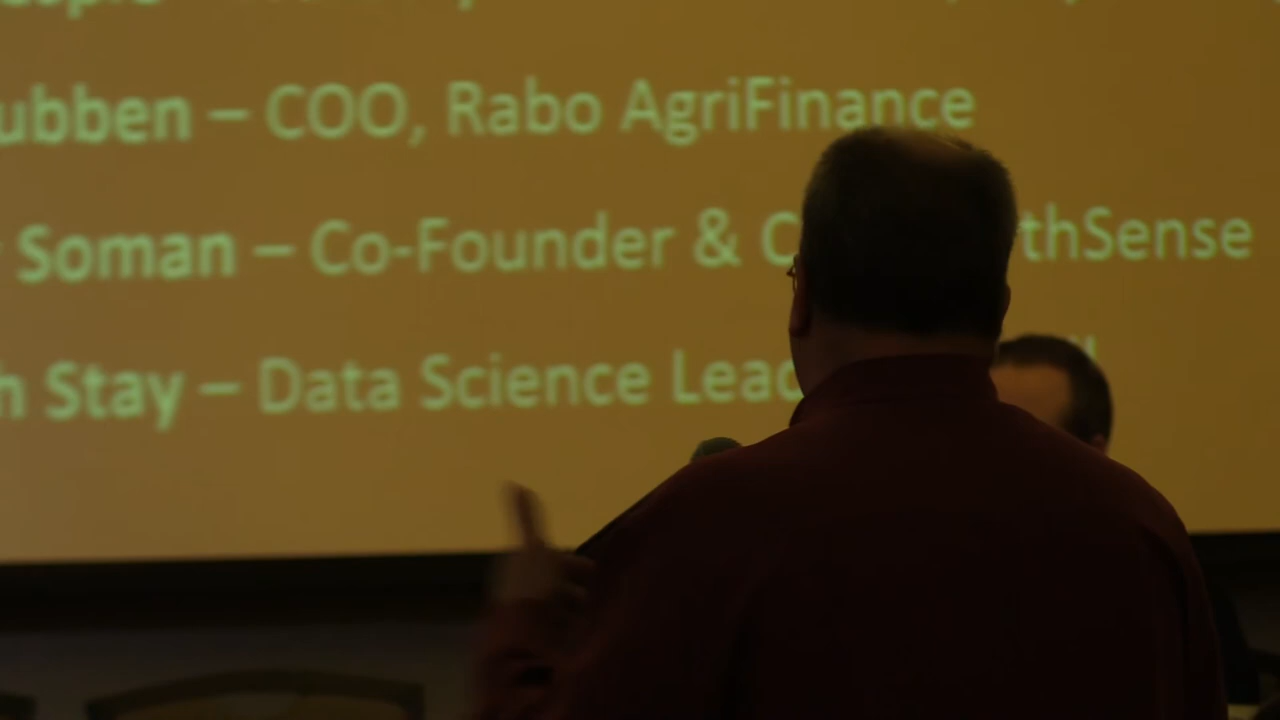 ubben – COO, Rabo AgriFinance
Soman – Co-Founder & C thSense
h Stay – Data Science Lead